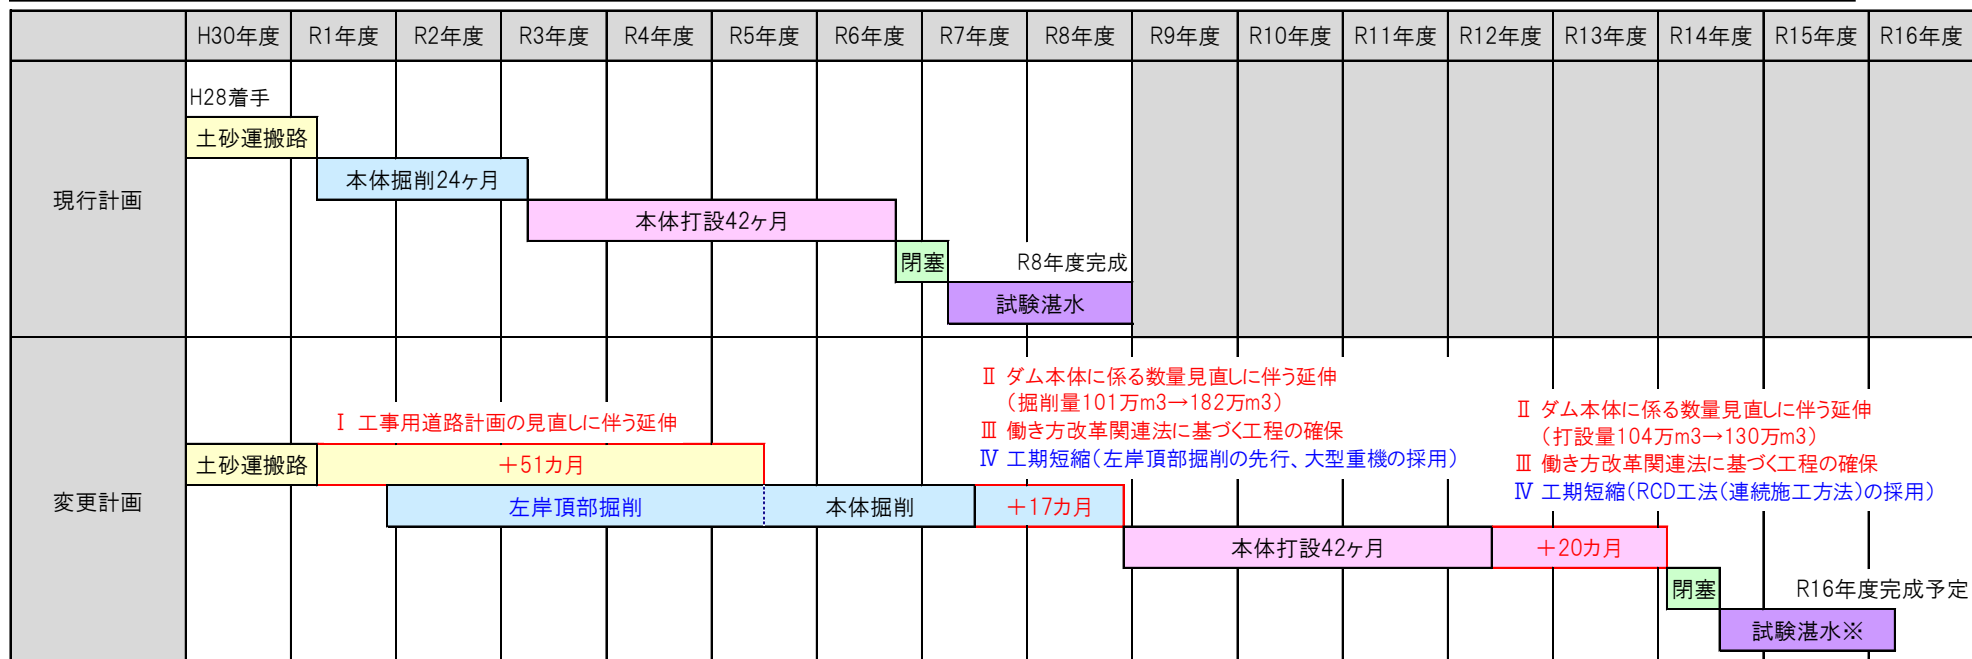 H30年度 R1年度 R2年度 R3年度 R4年度 R5年度 R6年度 R7年度 R8年度 R9年度 R10年度 R11年度 R12年度 R13年度 R14年度 R15年度 R16年度
現行計画
H28着手
土砂運搬路
本体掘削24ヶ月
本体打設42ヶ月
閉塞
R8年度完成
試験湛水
変更計画
Ⅰ 工事用道路計画の見直しに伴う延伸
土砂運搬路
＋51カ月
Ⅱ ダム本体に係る数量見直しに伴う延伸
（掘削量101万m3→182万m3）
Ⅲ 働き方改革関連法に基づく工程の確保
Ⅳ 工期短縮（左岸頂部掘削の先行、大型重機の採用）
左岸頂部掘削
本体掘削
＋17カ月
Ⅱ ダム本体に係る数量見直しに伴う延伸
（打設量104万m3→130万m3）
Ⅲ 働き方改革関連法に基づく工程の確保
Ⅳ 工期短縮（RCD工法（連続施工方法）の採用）
本体打設42ヶ月
＋20カ月
閉塞
R16年度完成予定
試験湛水※